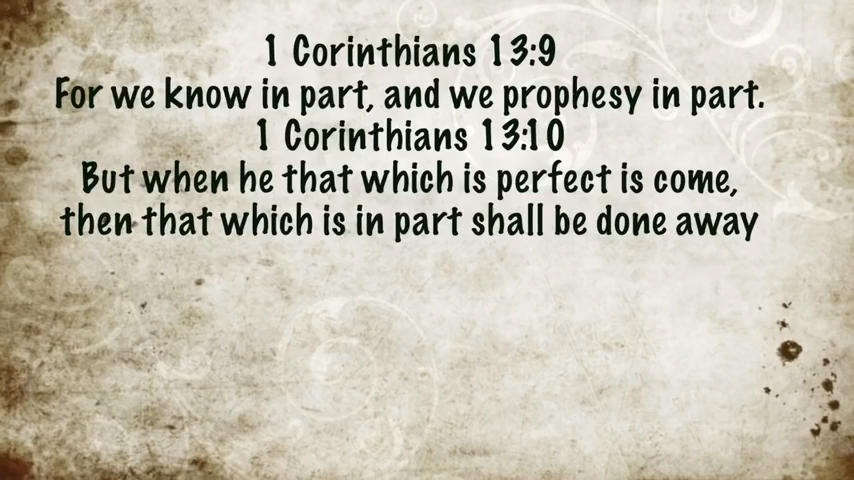 1 Corinthians 13:9
For we know in part, and we prophesy in part.
1 Corinthians 13:10
But when he that which is perfect is come,
then that which is in part shall be done away